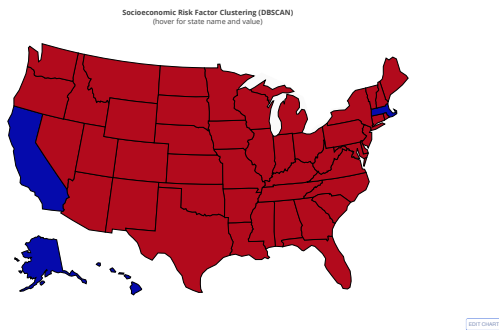 Socioeconomic Risk Factor Clustering (DBSCAN)
(hover for state name and value)
EDIT CHART